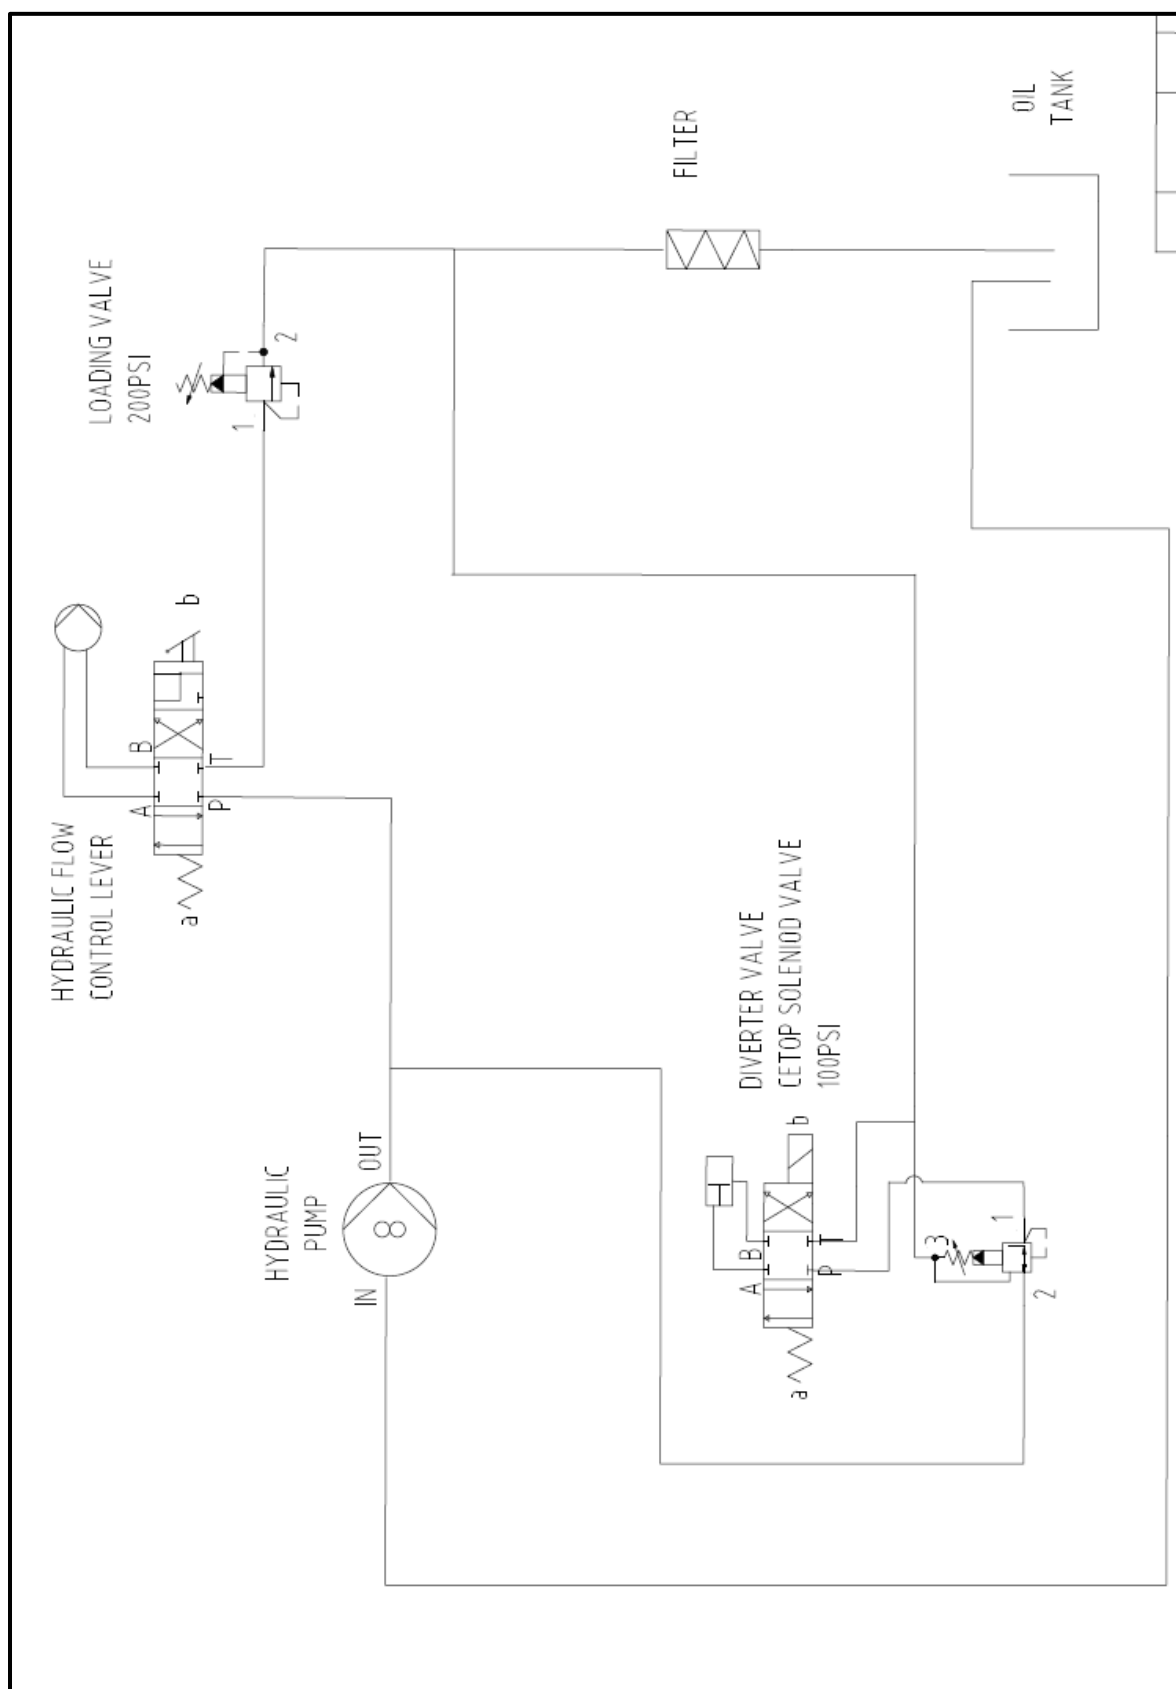 HYDRAULIC FLOW
CONTROL LEVER
a
A
B
P
T
b
LOADING VALVE
200PSI
1
2
HYDRAULIC
PUMP
IN
OUT
8
FILTER
DIVERTER VALVE
CETOP SOLENIOD VALVE
100PSI
a
A
B
P
T
b
3
1
2
OIL
TANK